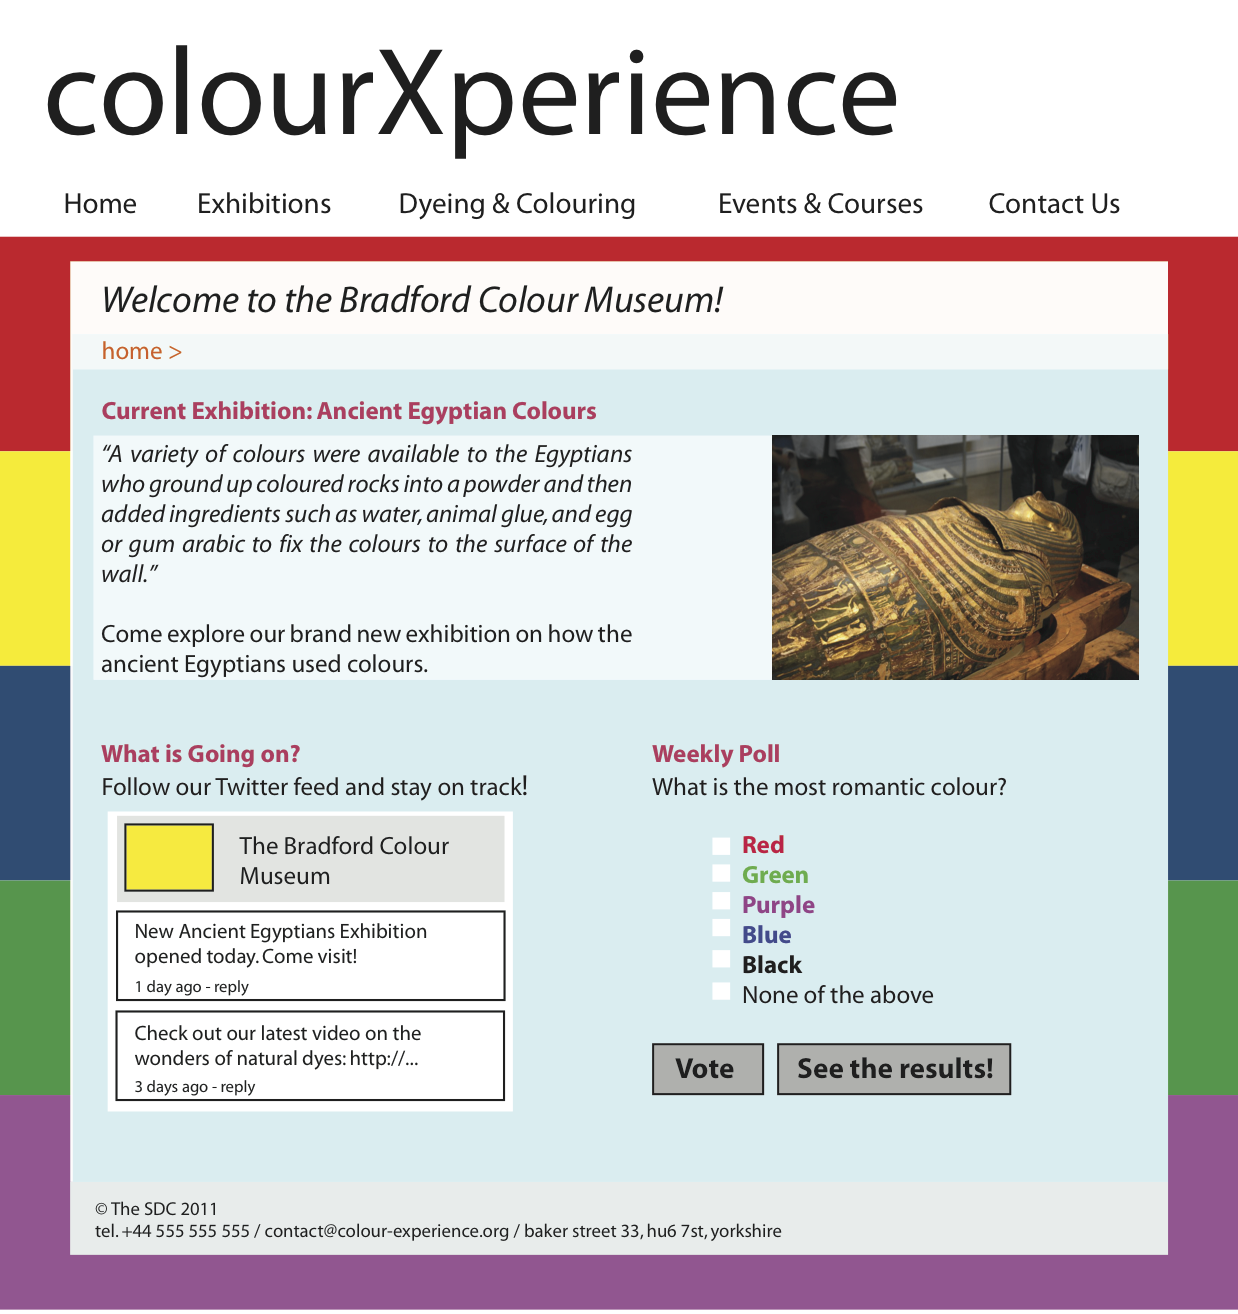 colourXperience
Home Exhibitions Dyeing & Colouring Events & Courses Contact Us
Welcome to the Bradford Colour Museum!
home >
Current Exhibition: Ancient Egyptian Colours
“A variety of colours were available to the Egyptians
who ground up coloured rocks into a powder and then
added ingredients such as water, animal glue, and egg
or gum arabic to fix the colours to the surface of the
wall.”
Come explore our brand new exhibition on how the
ancient Egyptians used colours.
What is Going on?
Follow our Twitter feed and stay on track!
The Bradford Colour
Museum
New Ancient Egyptians Exhibition
opened today. Come visit!
1 day ago - reply
Check out our latest video on the
wonders of natural dyes: http://...
3 days ago - reply
Weekly Poll
What is the most romantic colour?
Red
Green
Purple
Blue
Black
None of the above
Vote
See the results!
© The SDC 2011
tel. +44 555 555 555 / contact@colour-experience.org / baker street 33, hu6 7st, yorkshire